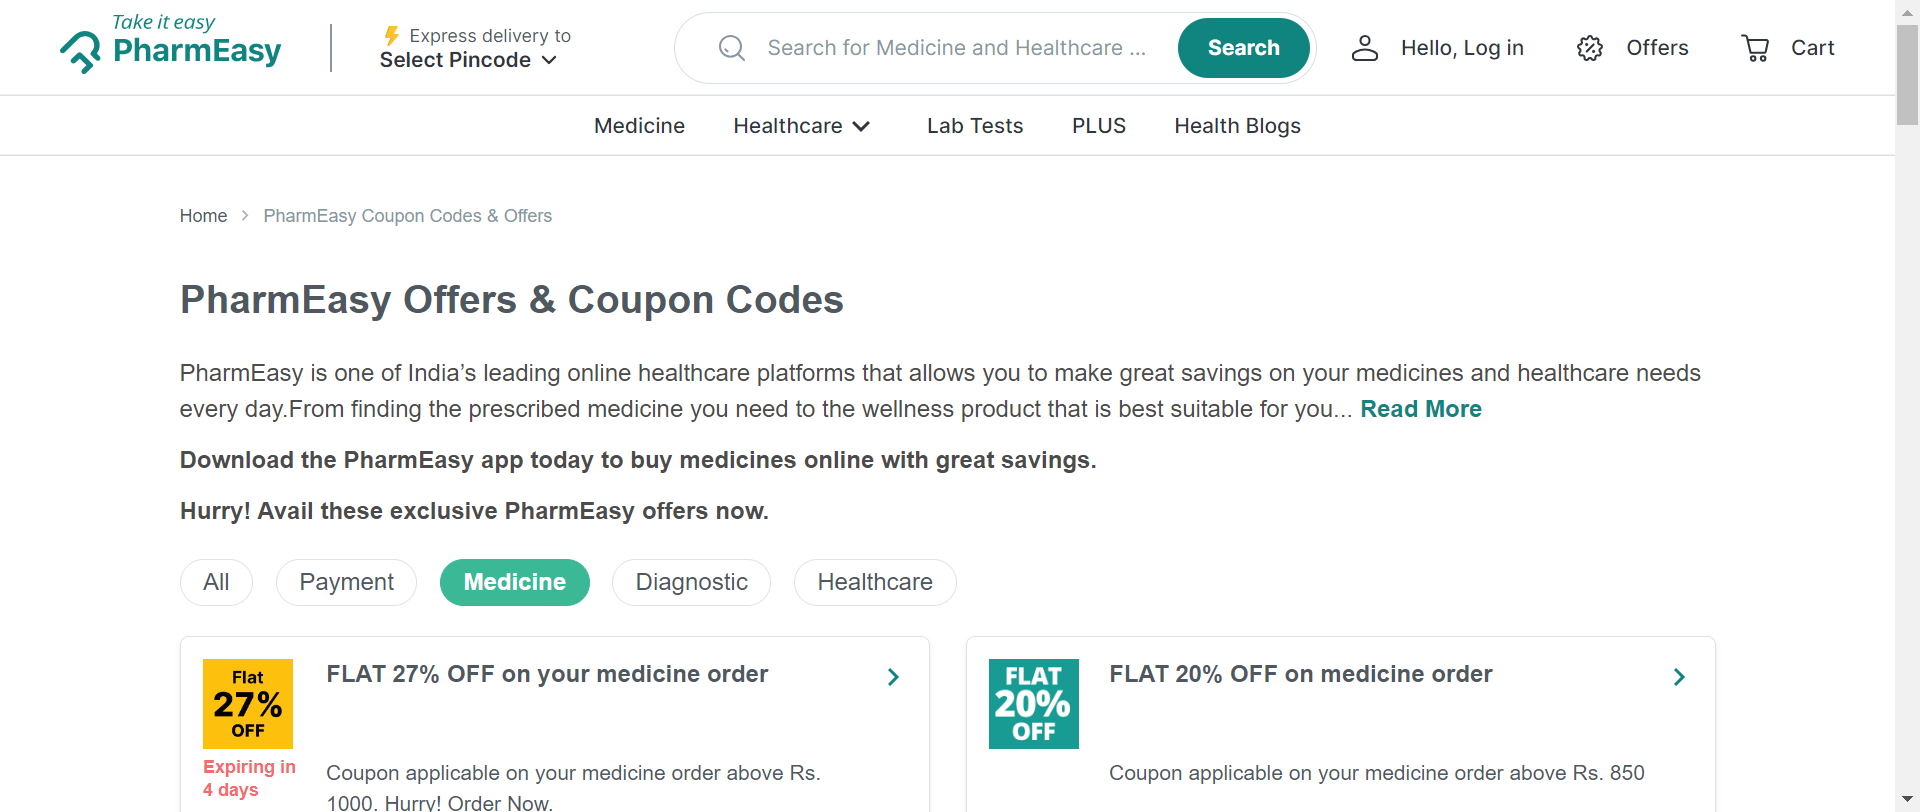 Take it easy
PharmEasy
Express delivery to
Select Pincode
Search for Medicine and Healthcare ...
Search
Hello, Log in
Offers
Cart
Medicine
Healthcare
Lab Tests
PLUS
Health Blogs
Home
PharmEasy Coupon Codes & Offers
PharmEasy Offers & Coupon Codes
PharmEasy is one of India’s leading online healthcare platforms that allows you to make great savings on your medicines and healthcare needs
every day.From finding the prescribed medicine you need to the wellness product that is best suitable for you... Read More
Download the PharmEasy app today to buy medicines online with great savings.
Hurry! Avail these exclusive PharmEasy offers now.
All
Payment
Medicine
Diagnostic
Healthcare
Flat
27%
OFF
Expiring in
4 days
FLAT 27% OFF on your medicine order
Coupon applicable on your medicine order above Rs.
1000. Hurry! Order Now.
FLAT
20%
OFF
FLAT 20% OFF on medicine order
Coupon applicable on your medicine order above Rs. 850